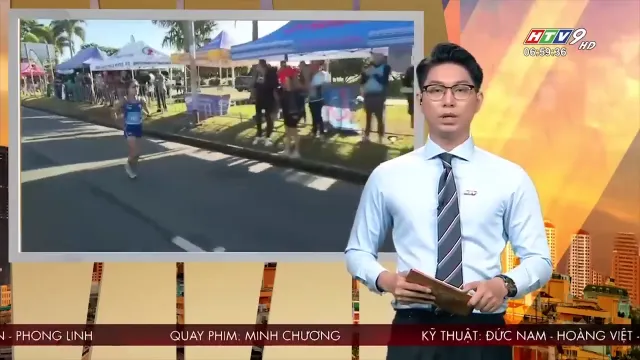 HTV9 HD
06:59:36
N - PHONG LINH QUAY PHIM: MINH CHƯƠNG KỸ THUẬT: ĐỨC NAM - HOÀNG VIỆT -